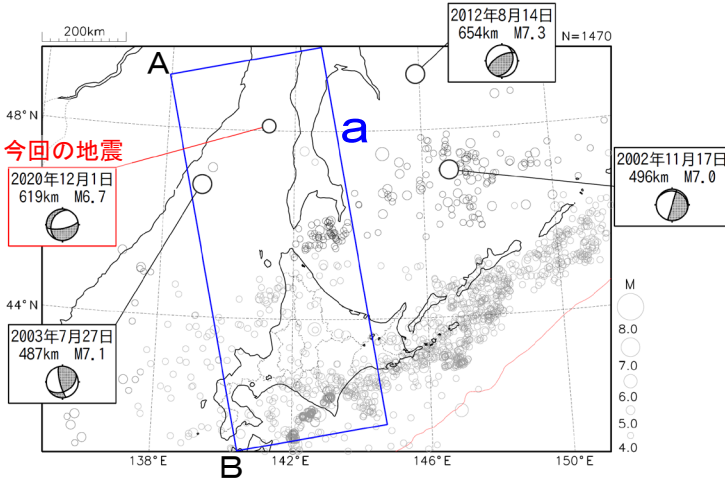 200km
N=1470
2012年8月14日
654km M7.3
A
48°N
a
今回の地震
2020年12月1日
619km M6.7
2002年11月17日
496km M7.0
44°N
2003年7月27日
487km M7.1
M
8.0
7.0
6.0
5.0
4.0
B
138°E
142°E
146°E
150°E